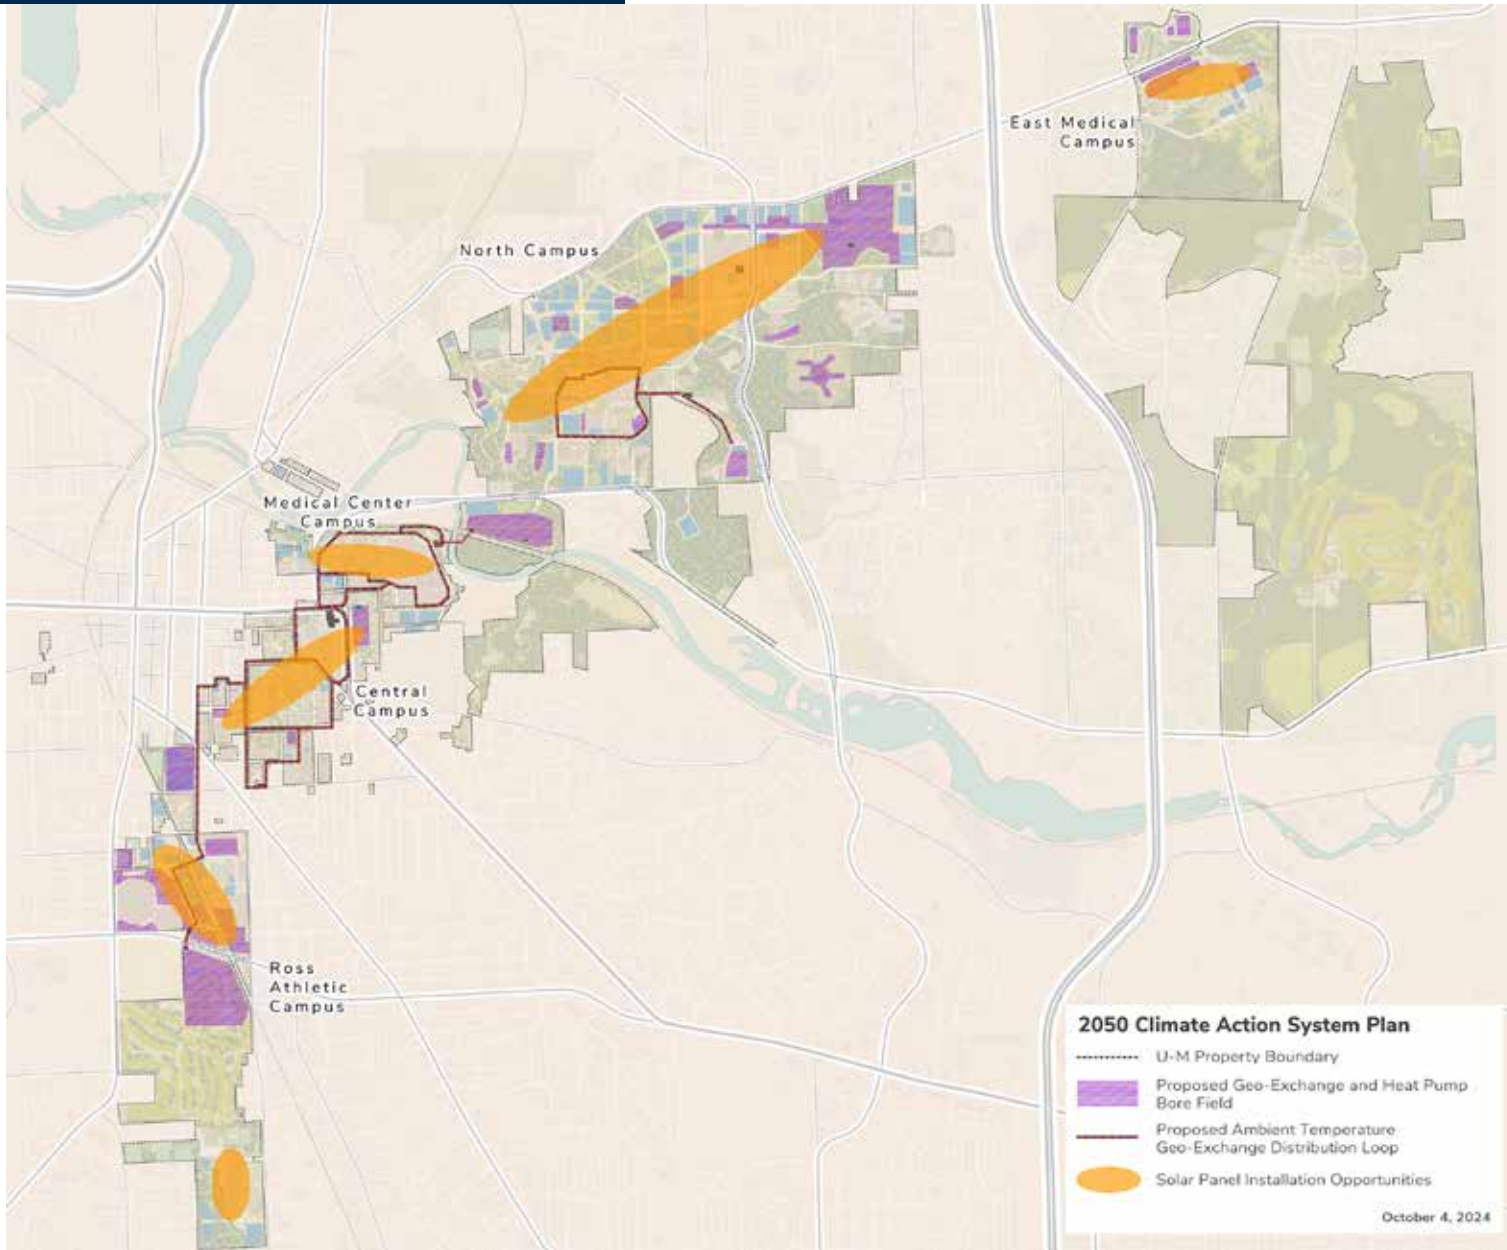 East Medical
Campus
North Campus
Medical Center
Campus
Central
Campus
Ross
Athletic
Campus
2050 Climate Action System Plan
U-M Property Boundary
Proposed Geo-Exchange and Heat Pump
Bore Field
Proposed Ambient Temperature
Geo-Exchange Distribution Loop
Solar Panel Installation Opportunities
October 4, 2024